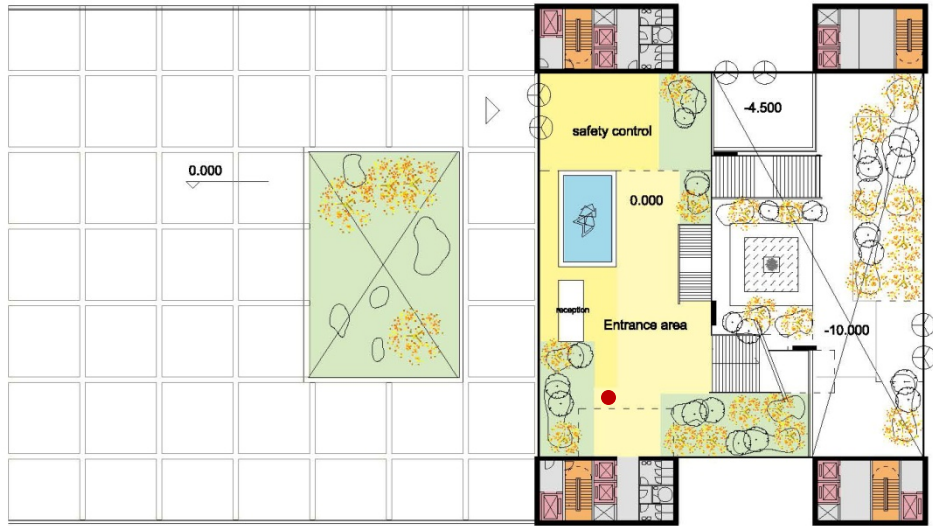 -4.500
safety control
0.000
0.000
reception
Entrance area
-10.000